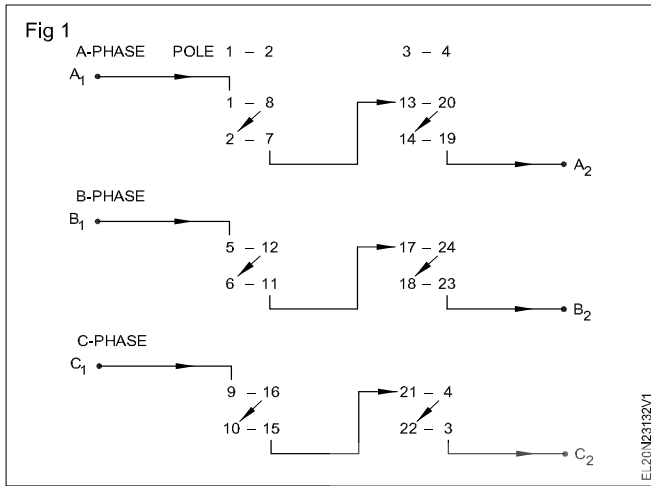 Fig 1
A-PHASE POLE 1 – 2 3 – 4
A1
1 – 8 13 – 20
2 – 7 14 – 19
A2
B-PHASE
B1
5 – 12 17 – 24
6 – 11 18 – 23
B2
C-PHASE
C1
9 – 16 21 – 4
10 – 15 22 – 3
C2
EL20N23132V1